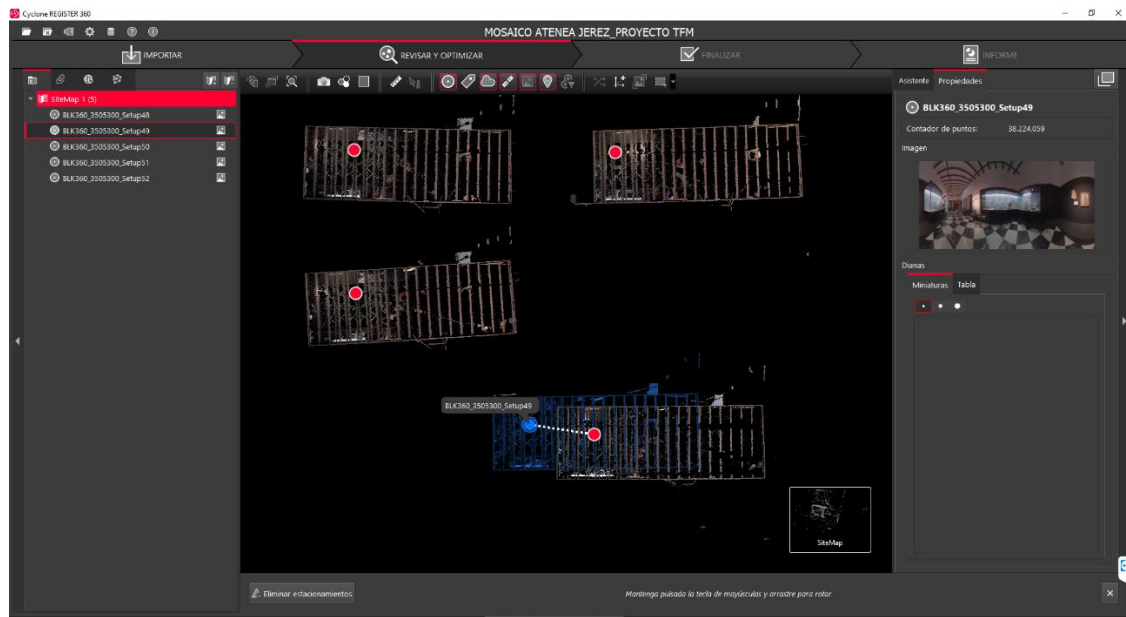 Cyclone REGISTER 360
MOSAICO ATENEA JEREZ_PROYECTO TFM
IMPORTAR
REVISAR Y OPTIMIZAR
FINALIZAR
INFORME
SiteMap 1 (5)
BLK360_3505300_Setup48
BLK360_3505300_Setup49
BLK360_3505300_Setup50
BLK360_3505300_Setup51
BLK360_3505300_Setup52
BLK360_3505300_Setup49
SiteMap
Asistente Propiedades
BLK360_3505300_Setup49
Contador de puntos: 38.224.059
Imagen
Dianas
Miniaturas Tabla
Eliminar estacionamientos
Mantenga pulsada la tecla de mayúsculas y arrastre para rotar